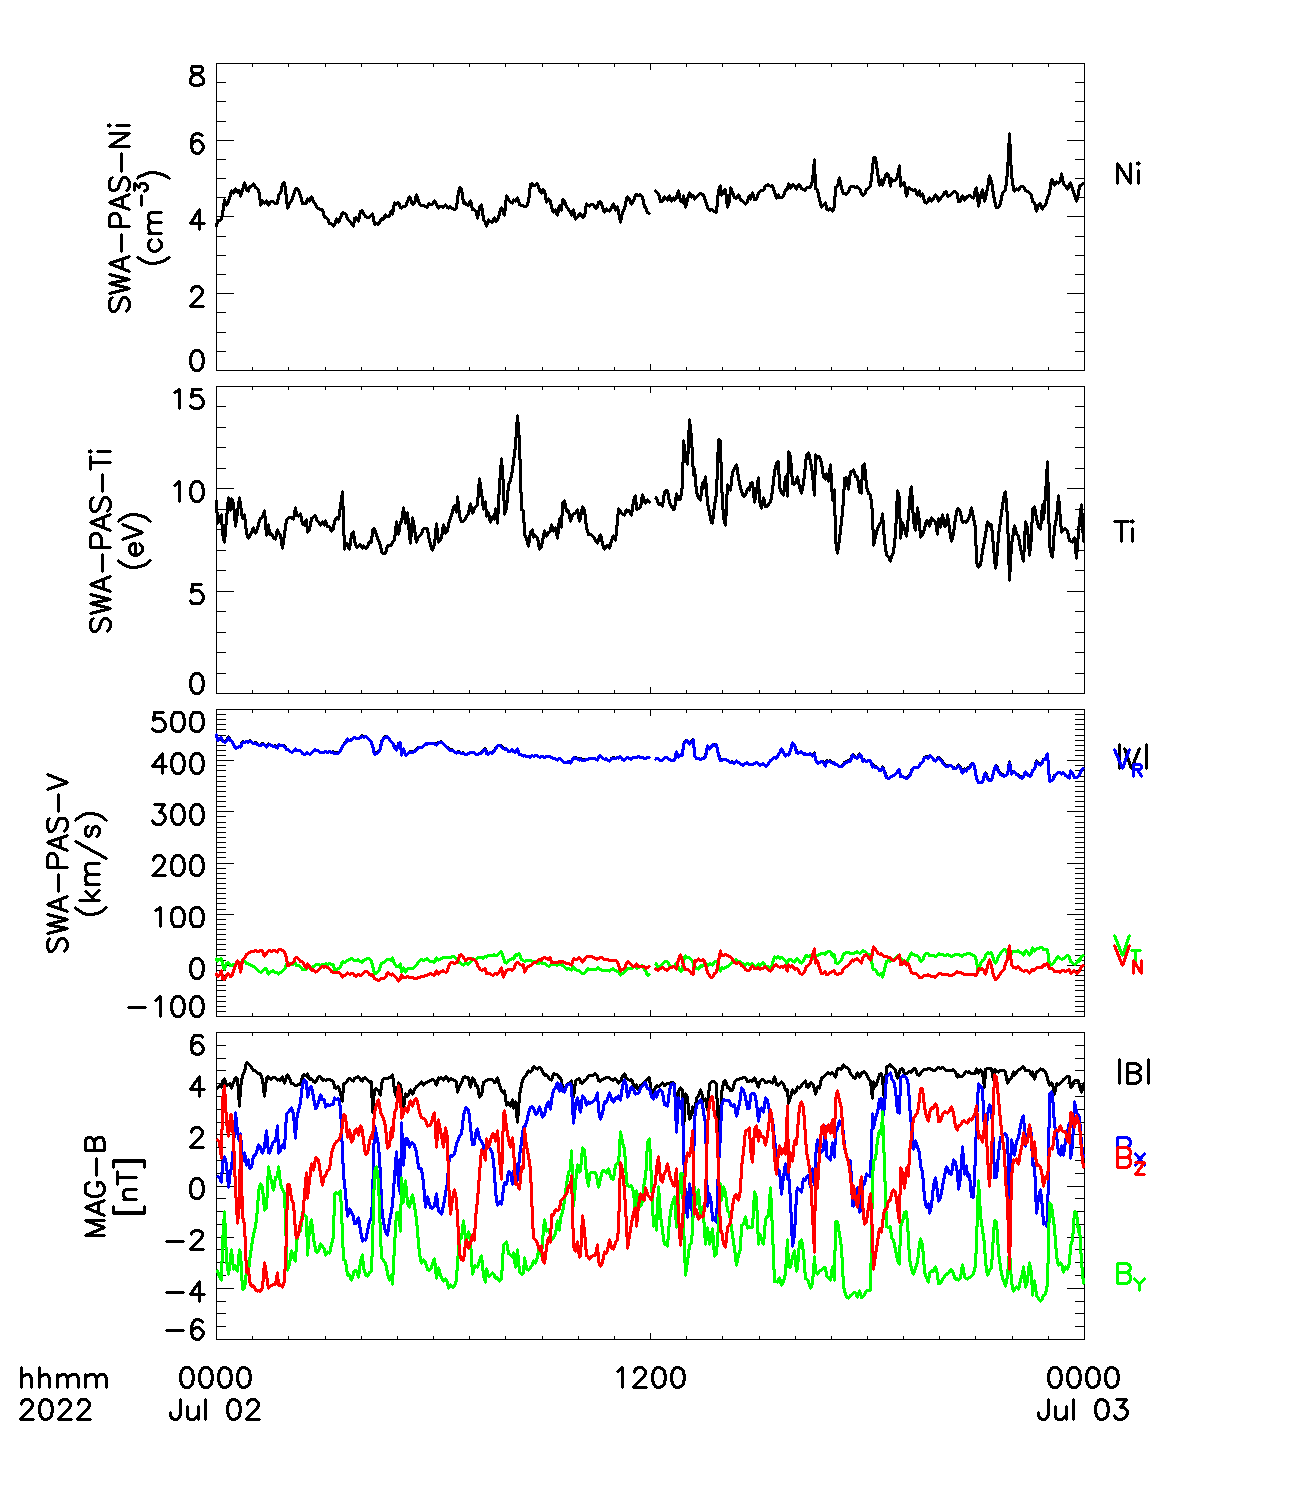 SWA-PAS-Ni
(cm⁻³)
8
6
4
2
0
Ni
SWA-PAS-Ti
(eV)
15
10
5
0
Ti
SWA-PAS-V
(km/s)
500
400
300
200
100
0
-100
|V|
VR
VT
VN
MAG-B
[nT]
6
4
2
0
-2
-4
-6
|B|
BX
BZ
BY
hhmm 0000 1200 0000
2022 Jul 02 Jul 03